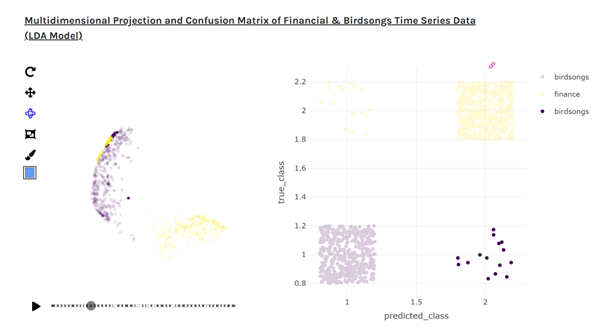 Multidimensional Projection and Confusion Matrix of Financial & Birdsongs Time Series Data
(LDA Model)
birdsongs
finance
birdsongs
2.2
2
1.8
1.6
1.4
1.2
1
0.8
true_class
1
1.5
2
predicted_class